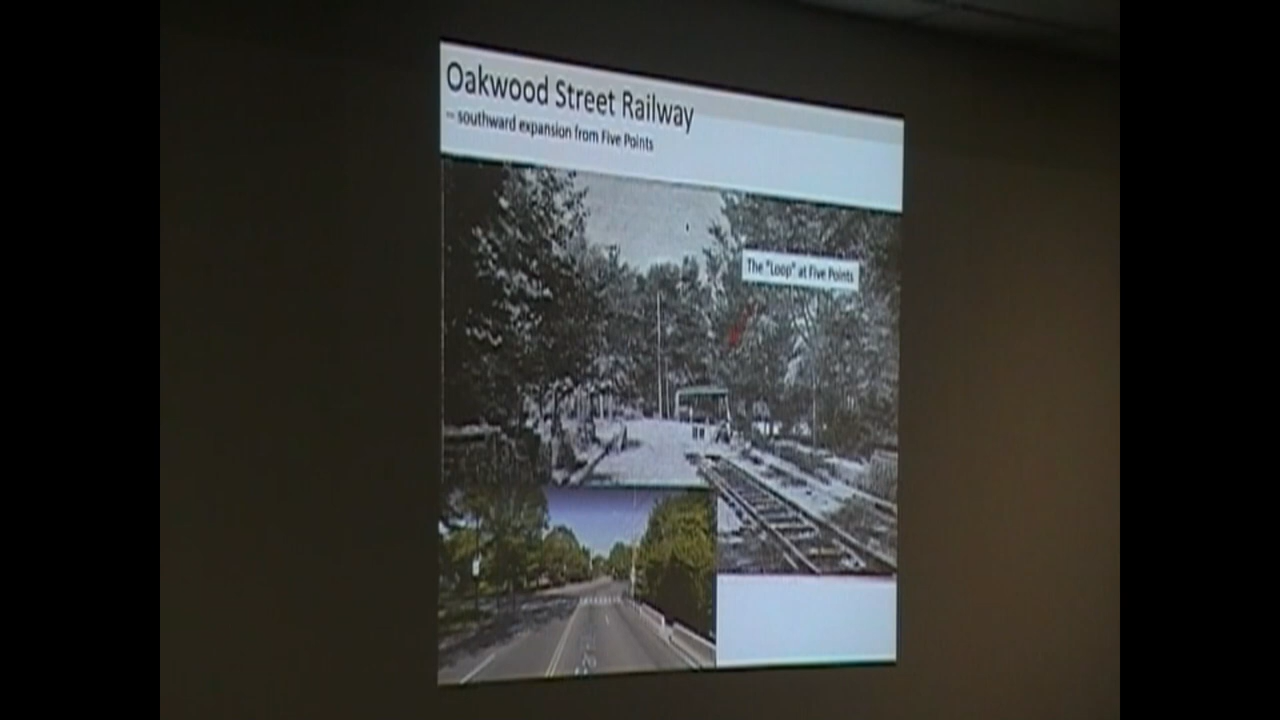 Oakwood Street Railway
– southward expansion from Five Points
The "Loop" at Five Points